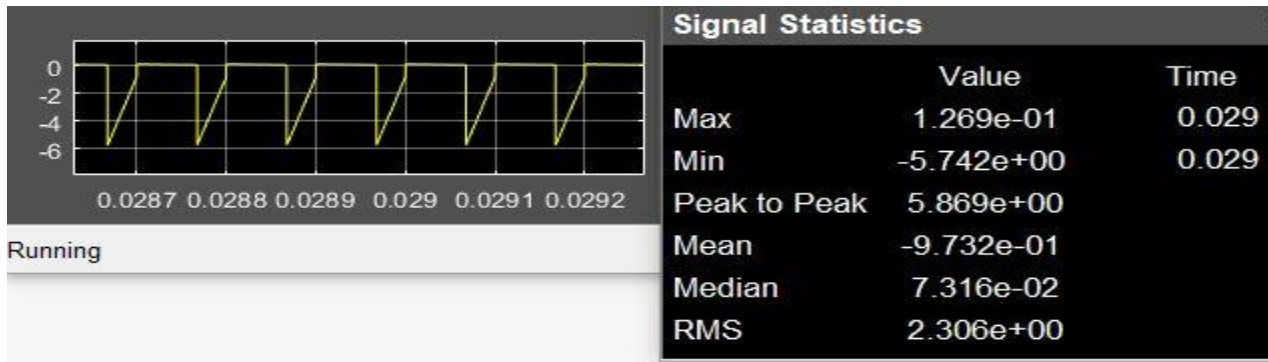 0
-2
-4
-6
0.0287 0.0288 0.0289 0.029 0.0291 0.0292
Running
Signal Statistics
Value Time
Max 1.269e-01 0.029
Min -5.742e+00 0.029
Peak to Peak 5.869e+00
Mean -9.732e-01
Median 7.316e-02
RMS 2.306e+00